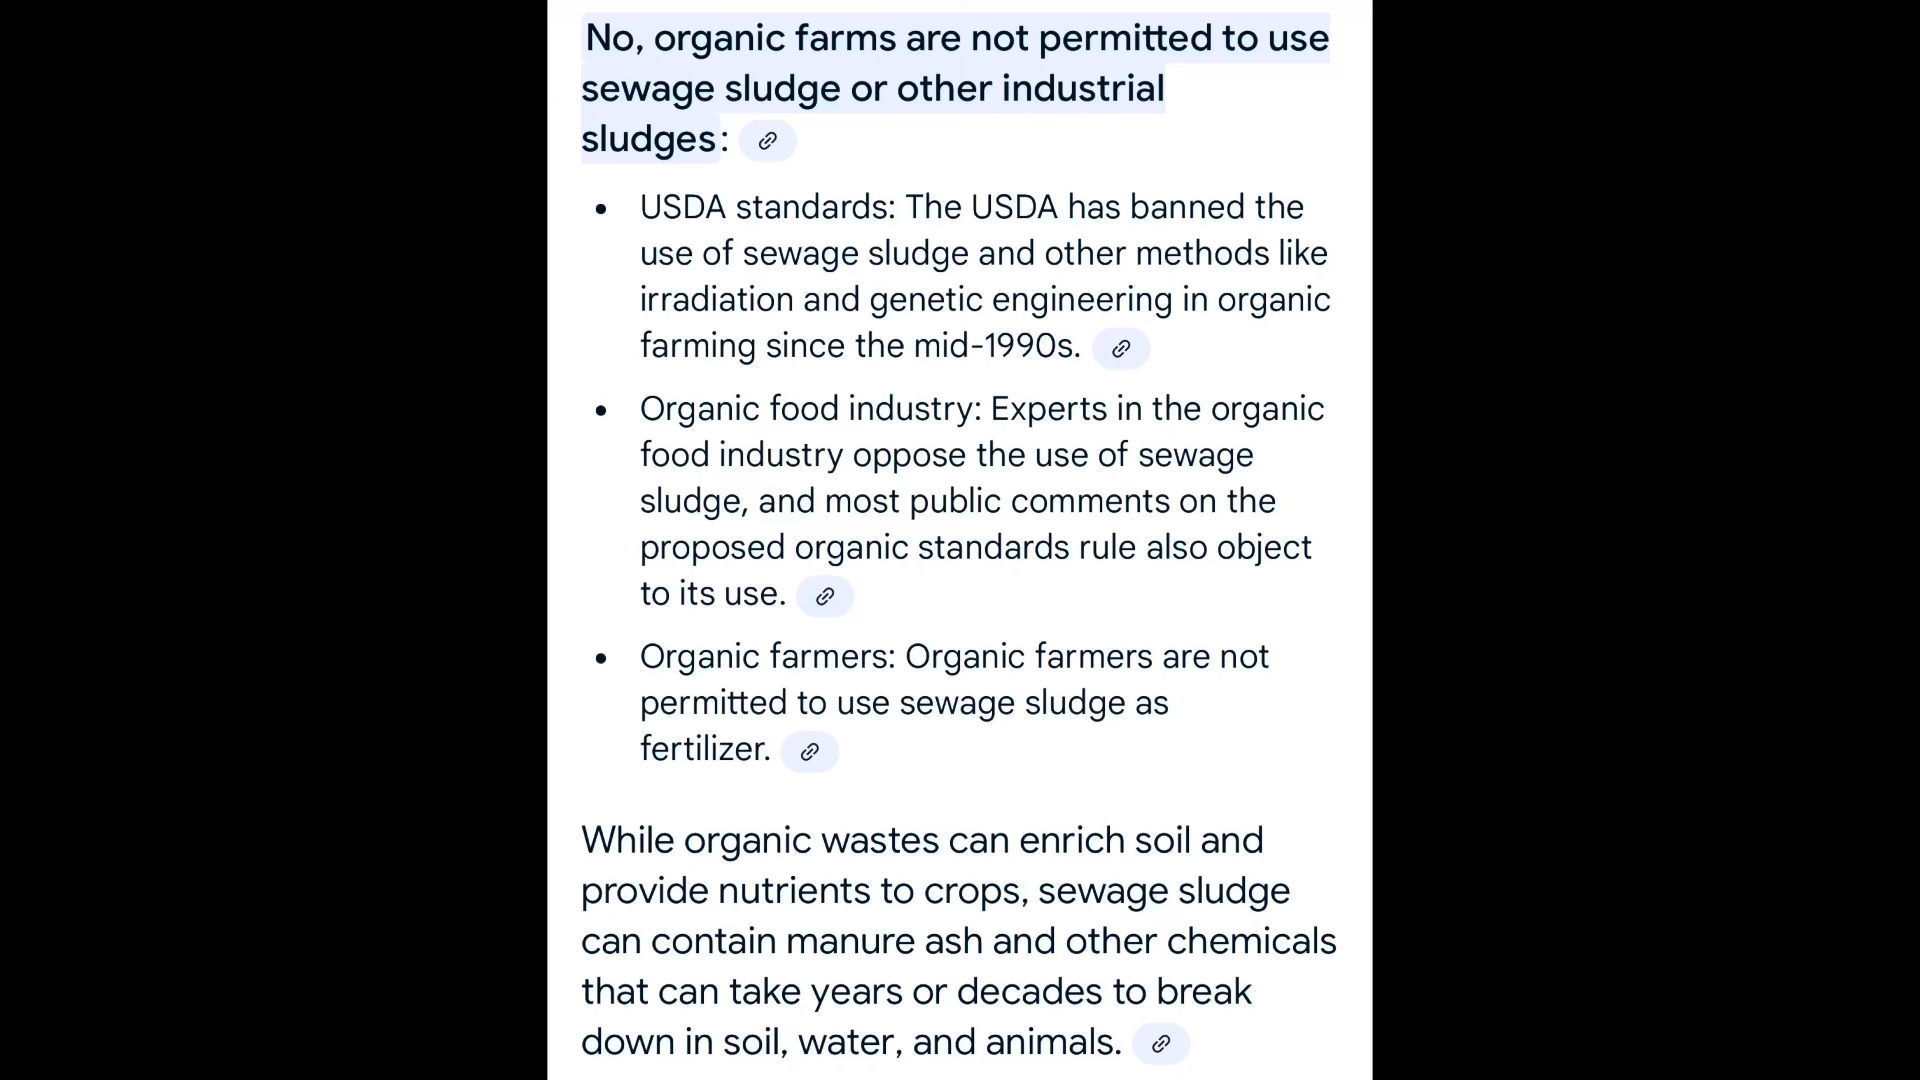 No, organic farms are not permitted to use
sewage sludge or other industrial
sludges:
• USDA standards: The USDA has banned the
use of sewage sludge and other methods like
irradiation and genetic engineering in organic
farming since the mid-1990s.
• Organic food industry: Experts in the organic
food industry oppose the use of sewage
sludge, and most public comments on the
proposed organic standards rule also object
to its use.
• Organic farmers: Organic farmers are not
permitted to use sewage sludge as
fertilizer.
While organic wastes can enrich soil and
provide nutrients to crops, sewage sludge
can contain manure ash and other chemicals
that can take years or decades to break
down in soil, water, and animals.